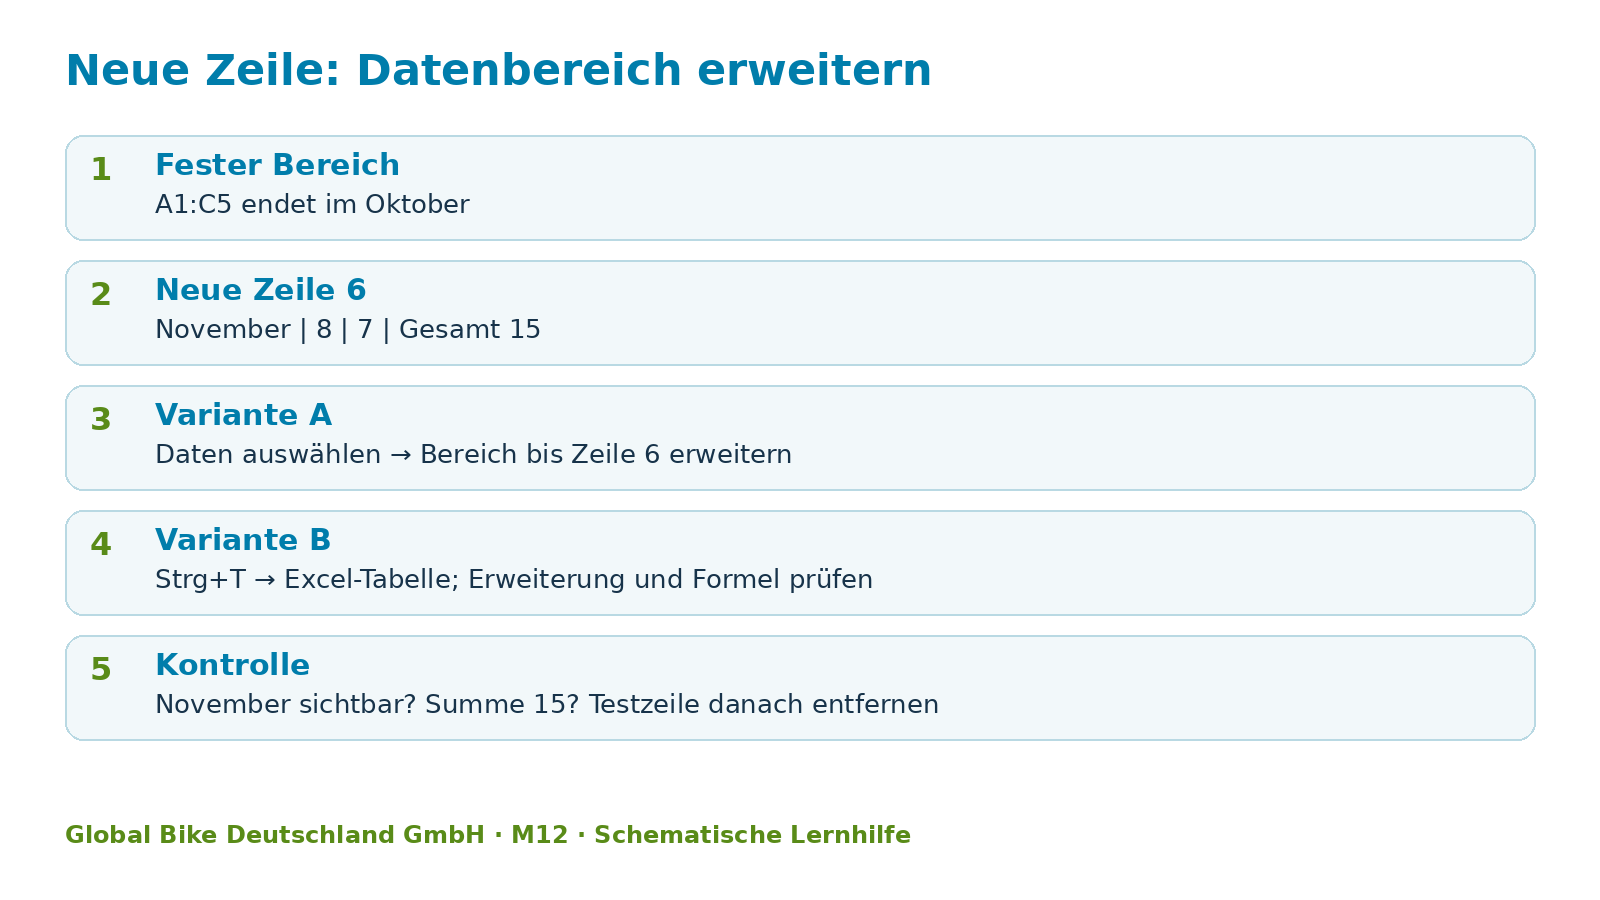 Neue Zeile: Datenbereich erweitern
1 Fester Bereich
A1:C5 endet im Oktober
2 Neue Zeile 6
November | 8 | 7 | Gesamt 15
3 Variante A
Daten auswählen → Bereich bis Zeile 6 erweitern
4 Variante B
Strg+T → Excel-Tabelle; Erweiterung und Formel prüfen
5 Kontrolle
November sichtbar? Summe 15? Testzeile danach entfernen
Global Bike Deutschland GmbH · M12 · Schematische Lernhilfe